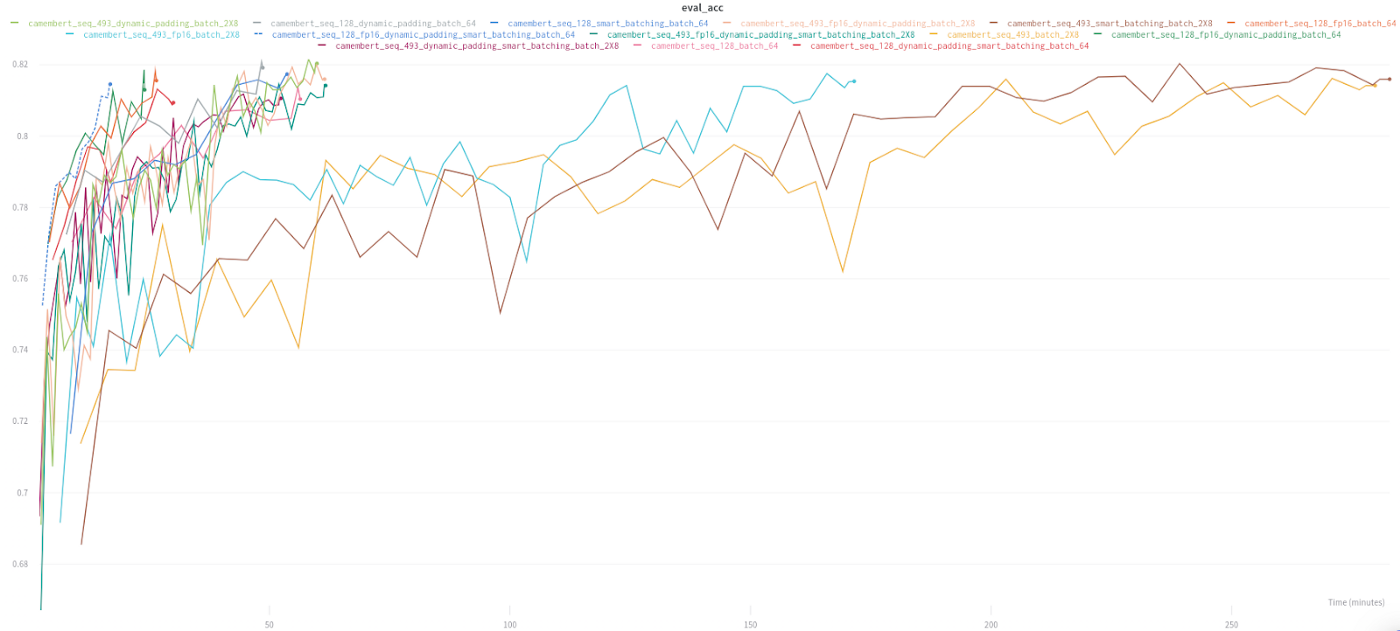 eval_acc
camembert_seq_493_dynamic_padding_batch_2X8 camembert_seq_128_dynamic_padding_batch_64 camembert_seq_128_smart_batching_batch_64 camembert_seq_493_fp16_dynamic_padding_batch_2X8 camembert_seq_493_smart_batching_batch_2X8 camembert_seq_128_fp16_batch_64
camembert_seq_493_fp16_batch_2X8 camembert_seq_128_fp16_dynamic_padding_smart_batching_batch_64 camembert_seq_493_fp16_dynamic_padding_smart_batching_batch_2X8 camembert_seq_493_batch_2X8 camembert_seq_128_fp16_dynamic_padding_batch_64
camembert_seq_493_dynamic_padding_smart_batching_batch_2X8 camembert_seq_128_batch_64 camembert_seq_128_dynamic_padding_smart_batching_batch_64
0.82
0.8
0.78
0.76
0.74
0.72
0.7
0.68
Time (minutes)
50 100 150 200 250